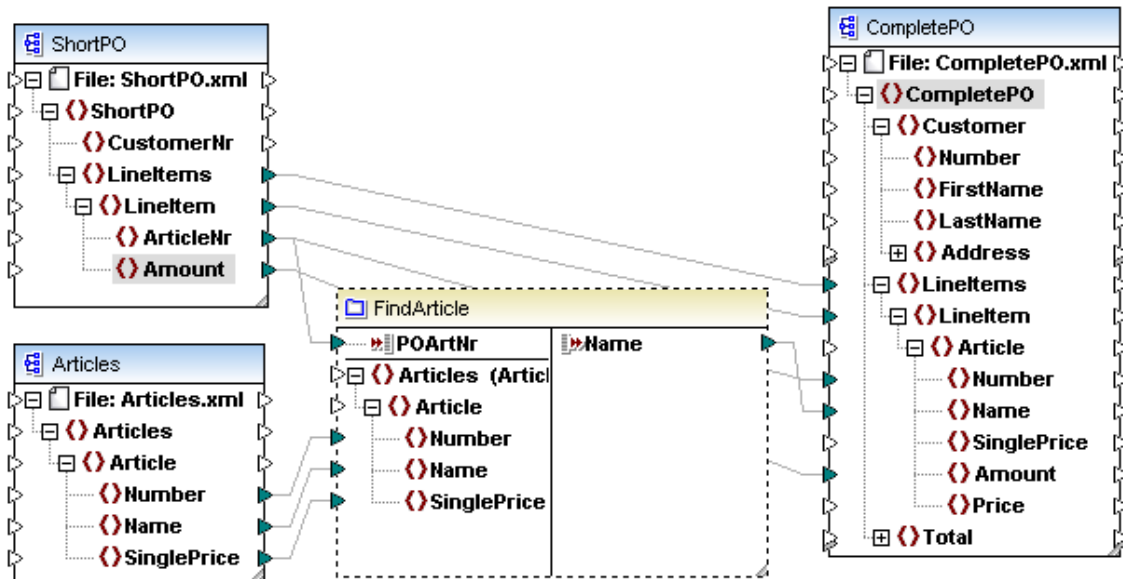 ShortPO
File: ShortPO.xml
ShortPO
CustomerNr
LineItems
LineItem
ArticleNr
Amount
Articles
File: Articles.xml
Articles
Article
Number
Name
SinglePrice
FindArticle
POArtNr
Name
Articles (Articl
Article
Number
Name
SinglePrice
CompletePO
File: CompletePO.xml
CompletePO
Customer
Number
FirstName
LastName
Address
LineItems
LineItem
Article
Number
Name
SinglePrice
Amount
Price
Total